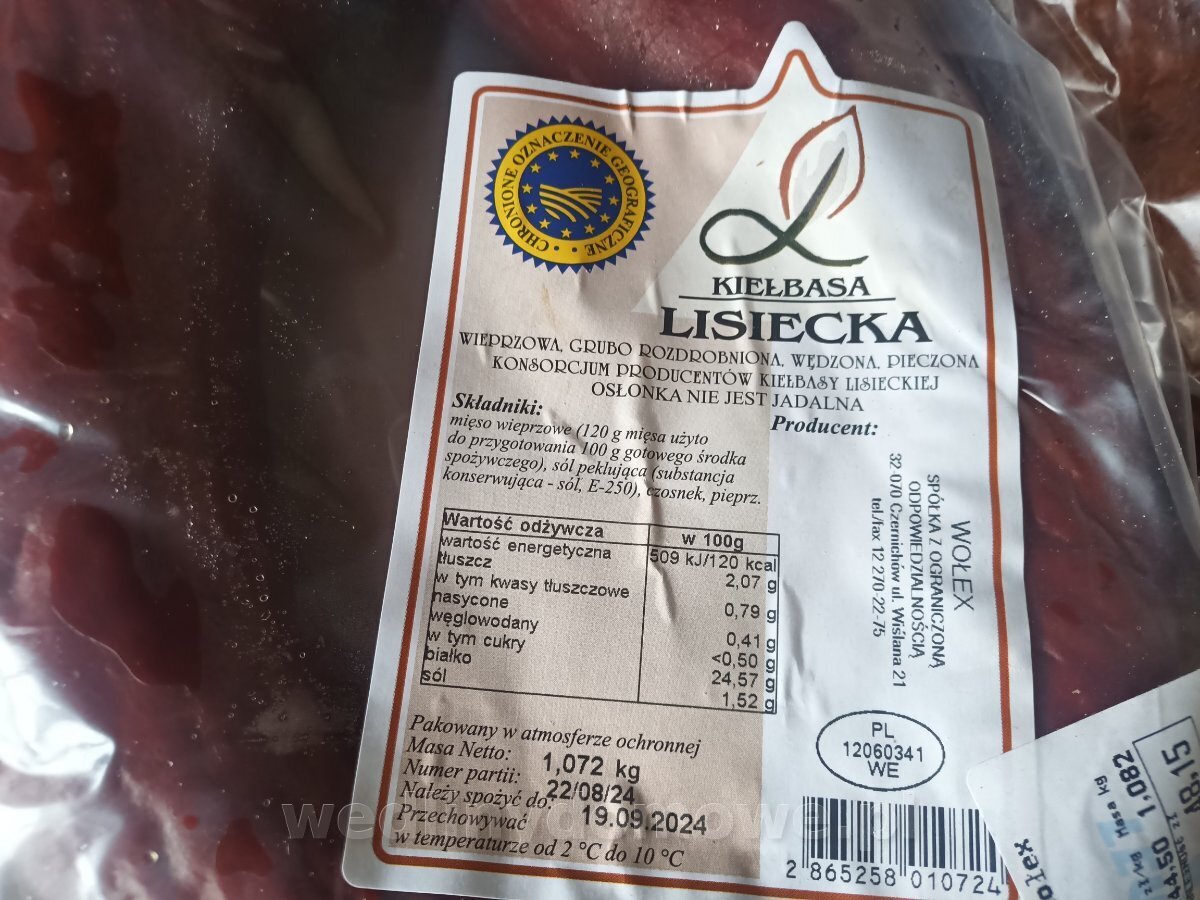 CHRONIONE OZNACZENIE GEOGRAFICZNE
KIEŁBASA
LISIECKA
WIEPRZOWA, GRUBO ROZDROBNIONA, WĘDZONA, PIECZONA
KONSORCJUM PRODUCENTÓW KIEŁBASY LISIECKIEJ
OSŁONKA NIE JEST JADALNA
Składniki:
mięso wieprzowe (120 g mięsa użyto
do przygotowania 100 g gotowego środka
spożywczego), sól peklująca (substancja
konserwująca - sól, E-250), czosnek, pieprz.
Producent:
WOŁEX
SPÓŁKA Z OGRANICZONĄ
ODPOWIEDZIALNOŚCIĄ
32-070 Czernichów ul. Wiślana 21
tel/fax 12 270-22-75
Wartość odżywcza w 100g
wartość energetyczna 509 kJ/120 kcal
tłuszcz 2,07 g
w tym kwasy tłuszczowe
nasycone 0,79 g
węglowodany 0,41 g
w tym cukry <0,50 g
białko 24,57 g
sól 1,52 g
Pakowany w atmosferze ochronnej
Masa Netto: 1,072 kg
Numer partii: 22/08/24
Należy spożyć do: 19.09.2024
Przechowywać
w temperaturze od 2 °C do 10 °C
PL
12060341
WE
2 865258 010724
Masa kg
1,082
zł/kg
44,50
48,15